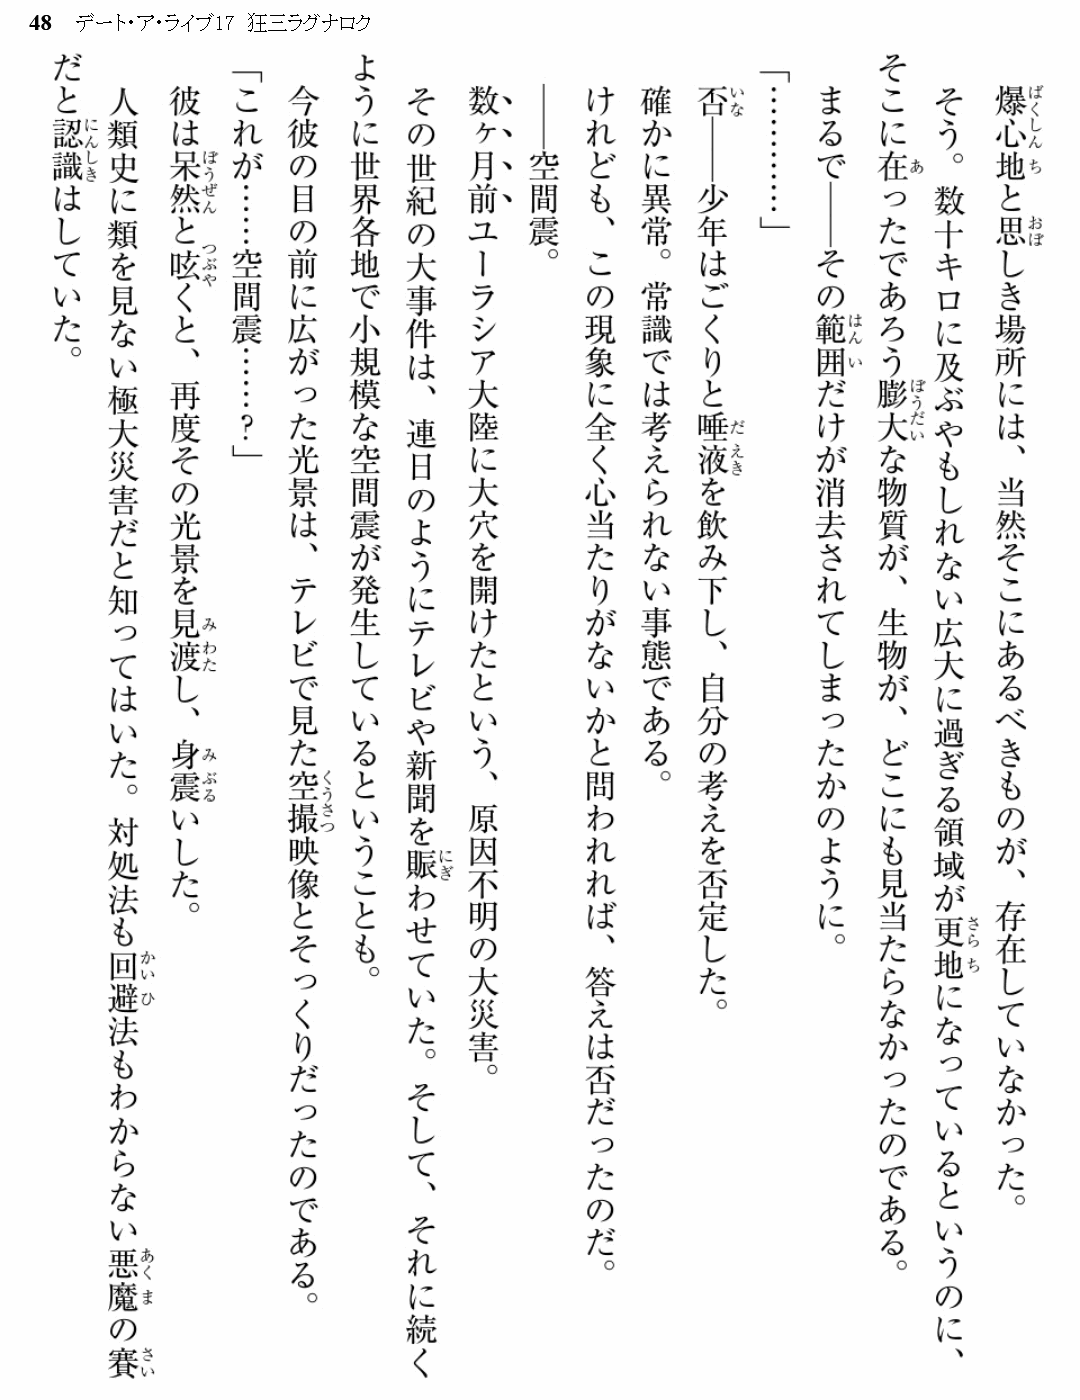 48 デート・ア・ライブ17 狂三ラグナロク
爆心地と思しき場所には、当然そこにあるべきものが、存在していなかった。
そう。数十キロに及ぶやもしれない広大に過ぎる領域が更地になっているというのに、
そこに在ったであろう膨大な物質が、生物が、どこにも見当たらなかったのである。
まるで――その範囲だけが消去されてしまったかのように。
「…………」
否――少年はごくりと唾液を飲み下し、自分の考えを否定した。
確かに異常。常識では考えられない事態である。
けれども、この現象に全く心当たりがないかと問われれば、答えは否だったのだ。
――空間震。
数ヶ月前ユーラシア大陸に大穴を開けたという、原因不明の大災害。
その世紀の大事件は、連日のようにテレビや新聞を賑わせていた。そして、それに続く
ように世界各地で小規模な空間震が発生しているということも。
今彼の目の前に広がった光景は、テレビで見た空撮映像とそっくりだったのである。
「これが……空間震……?」
彼は呆然と呟くと、再度その光景を見渡し、身震いした。
人類史に類を見ない極大災害だと知ってはいた。対処法も回避法もわからない悪魔の賽
だと認識はしていた。